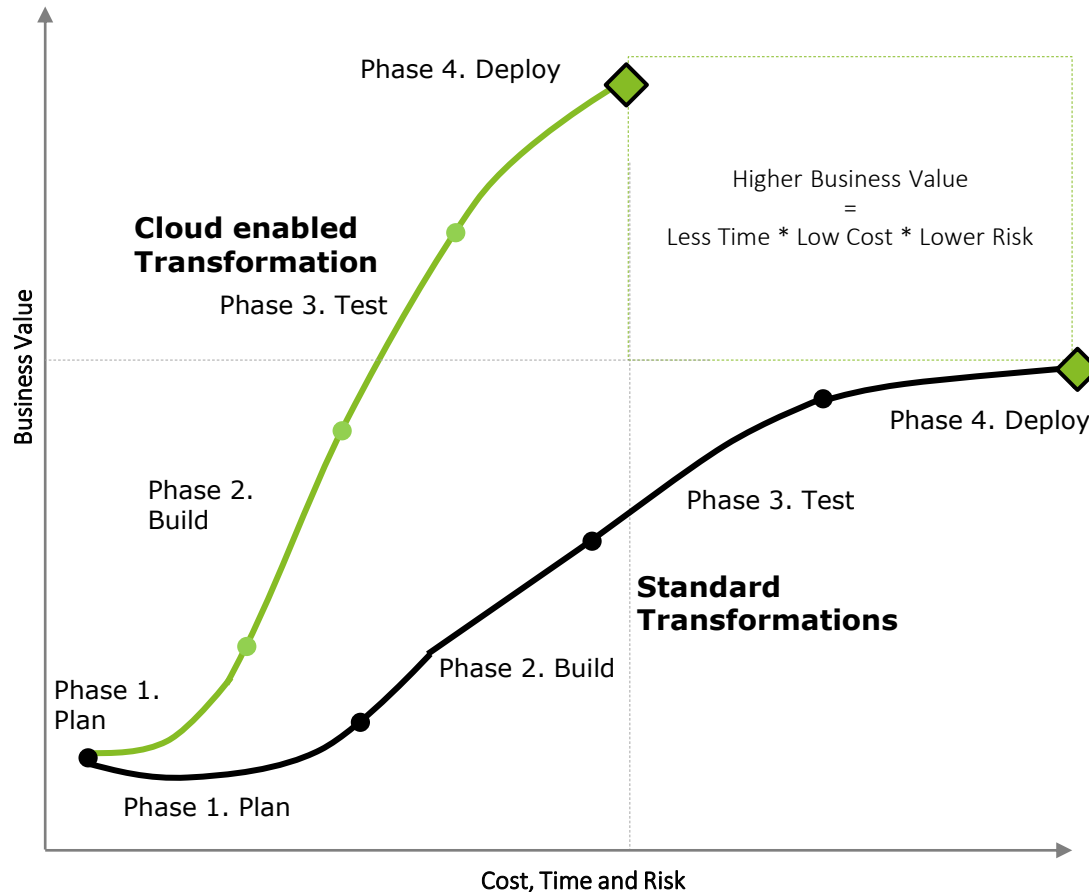 Phase 4. Deploy
Higher Business Value
=
Less Time * Low Cost * Lower Risk
Cloud enabled
Transformation
Phase 3. Test
Business Value
Phase 4. Deploy
Phase 2.
Build
Phase 3. Test
Standard
Transformations
Phase 2. Build
Phase 1.
Plan
Phase 1. Plan
Cost, Time and Risk